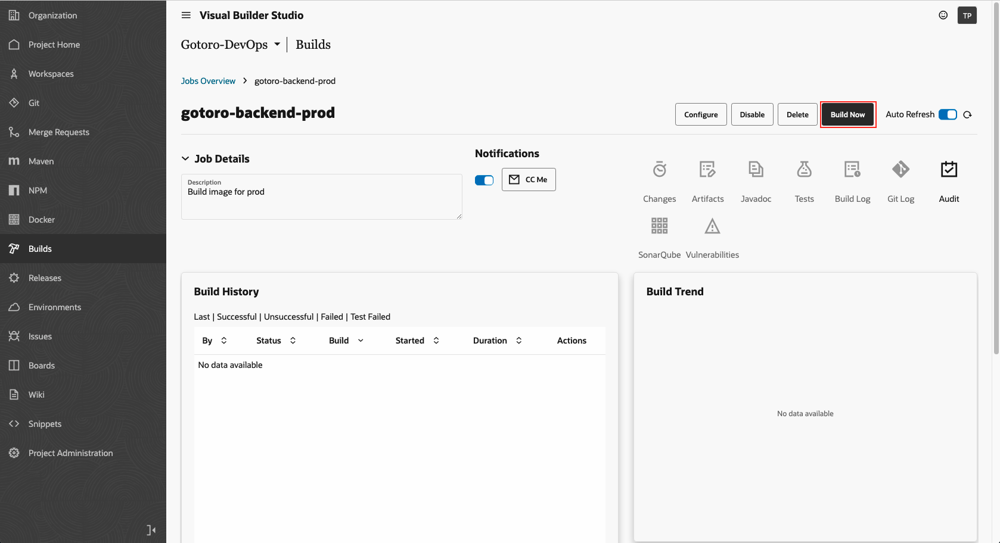 Organization
Project Home
Workspaces
Git
Merge Requests
Maven
NPM
Docker
Builds
Releases
Environments
Issues
Boards
Wiki
Snippets
Project Administration
Visual Builder Studio
TP
Gotoro-DevOps | Builds
Jobs Overview > gotoro-backend-prod
gotoro-backend-prod
Configure Disable Delete Build Now Auto Refresh
Job Details
Description
Build image for prod
Notifications
CC Me
Changes Artifacts Javadoc Tests Build Log Git Log Audit
SonarQube Vulnerabilities
Build History
Last | Successful | Unsuccessful | Failed | Test Failed
By Status Build Started Duration Actions
No data available
Build Trend
No data available